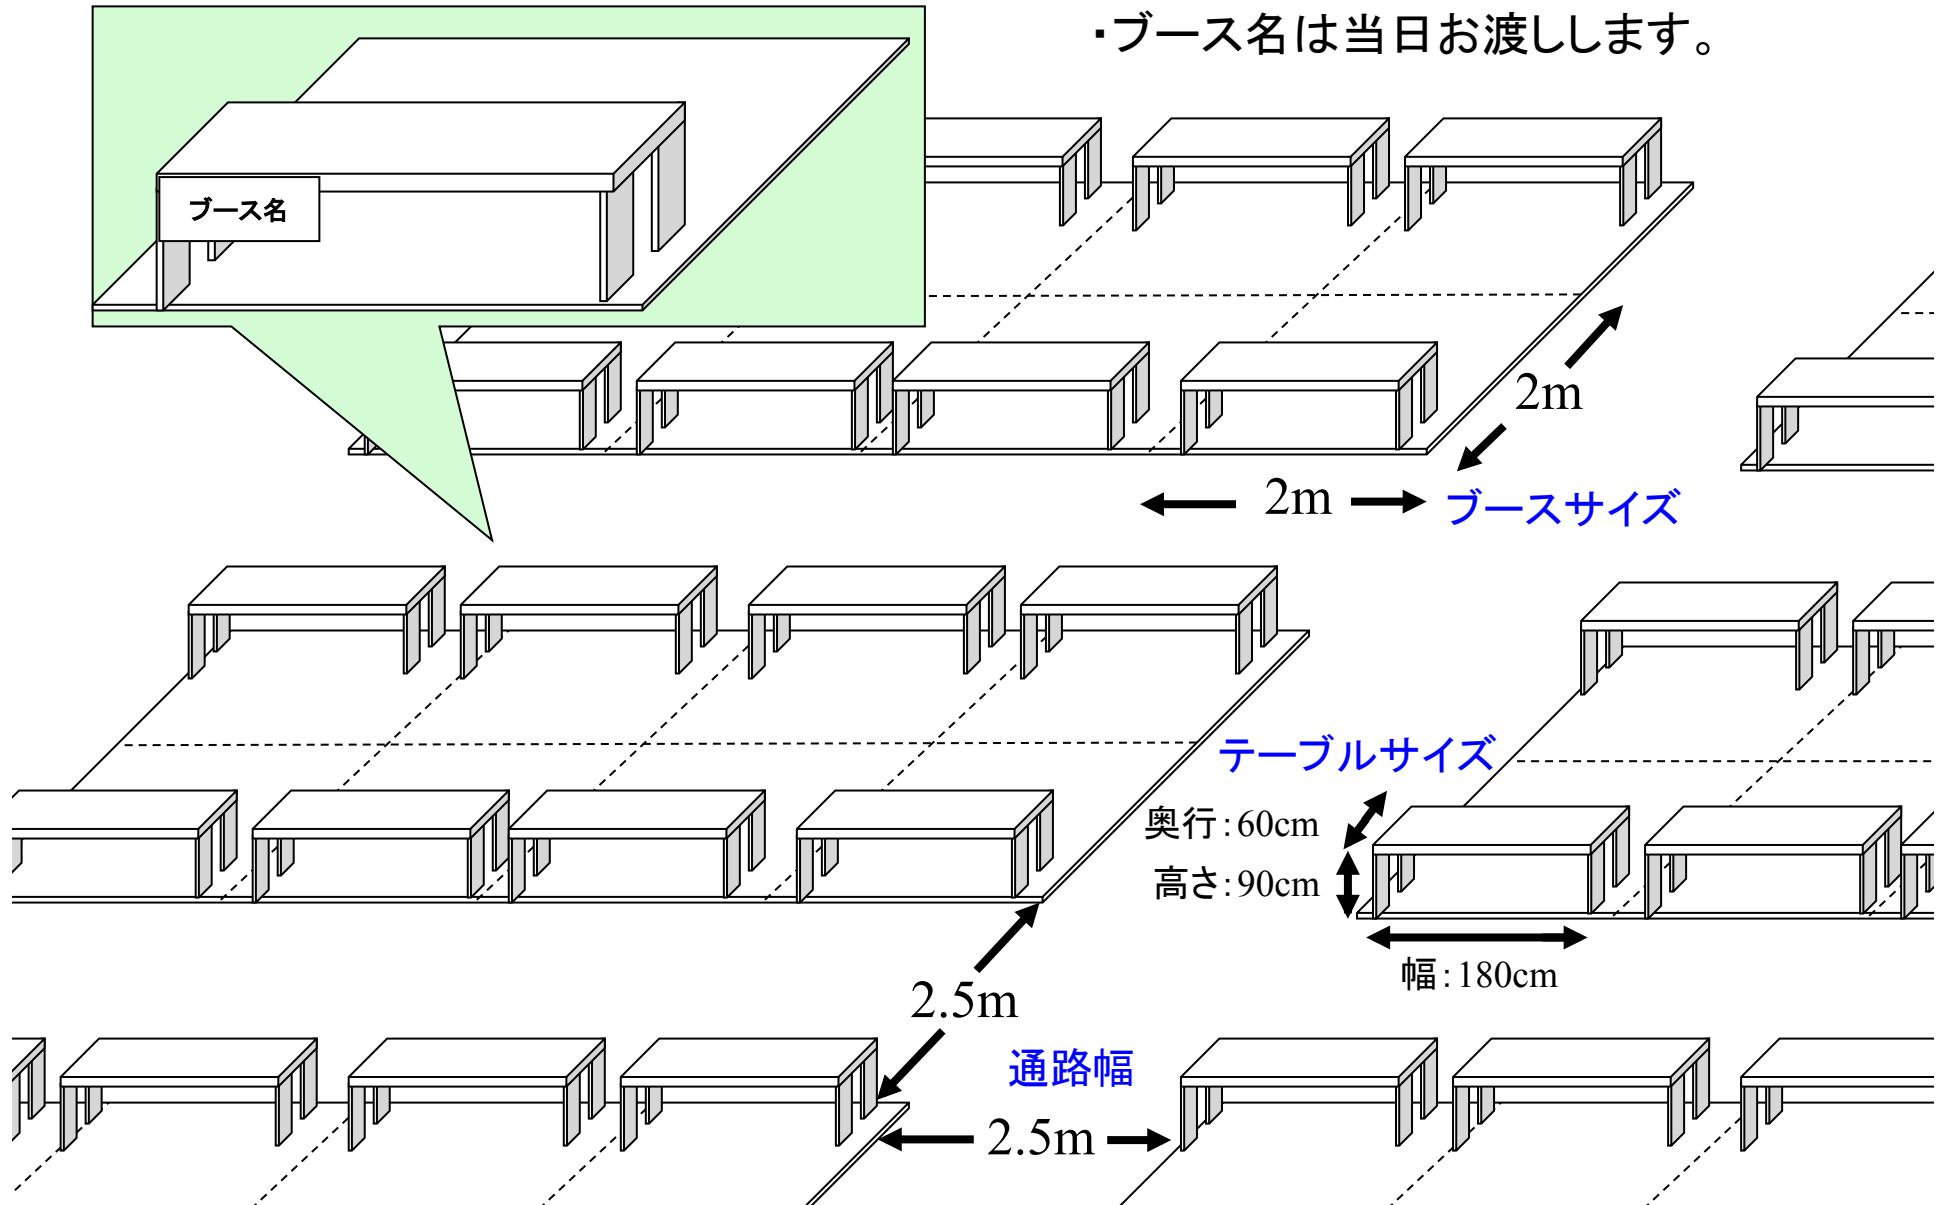 ・ブース名は当日お渡しします。
ブース名
2m
2m
ブースサイズ
テーブルサイズ
奥行：60cm
高さ：90cm
幅：180cm
2.5m
通路幅
2.5m